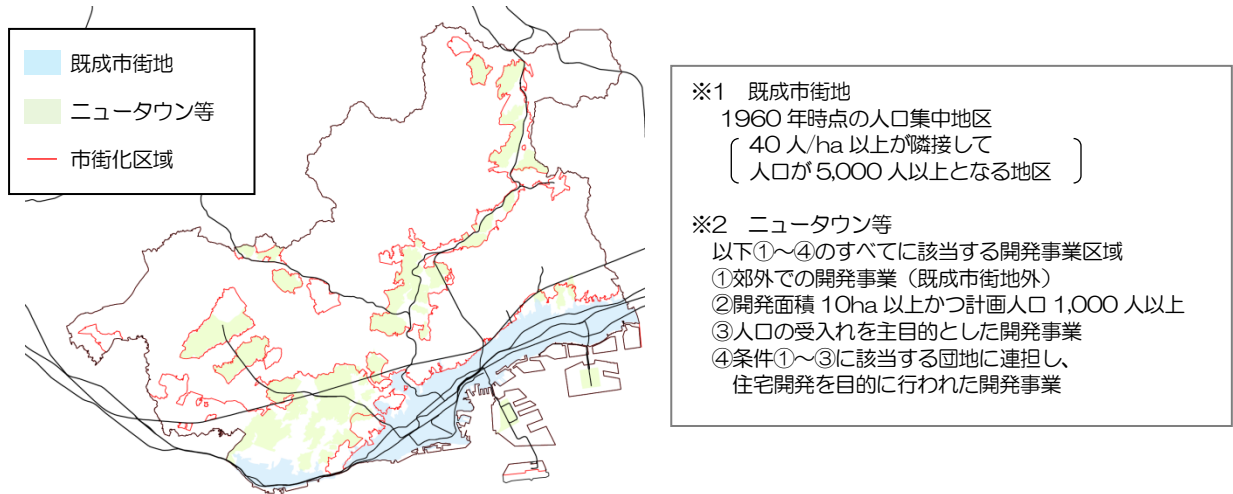 既成市街地
ニュータウン等
市街化区域
※1 既成市街地
1960 年時点の人口集中地区
40 人/ha 以上が隣接して
人口が 5,000 人以上となる地区
※2 ニュータウン等
以下①～④のすべてに該当する開発事業区域
①郊外での開発事業（既成市街地外）
②開発面積 10ha 以上かつ計画人口 1,000 人以上
③人口の受入れを主目的とした開発事業
④条件①～③に該当する団地に連担し、
住宅開発を目的に行われた開発事業